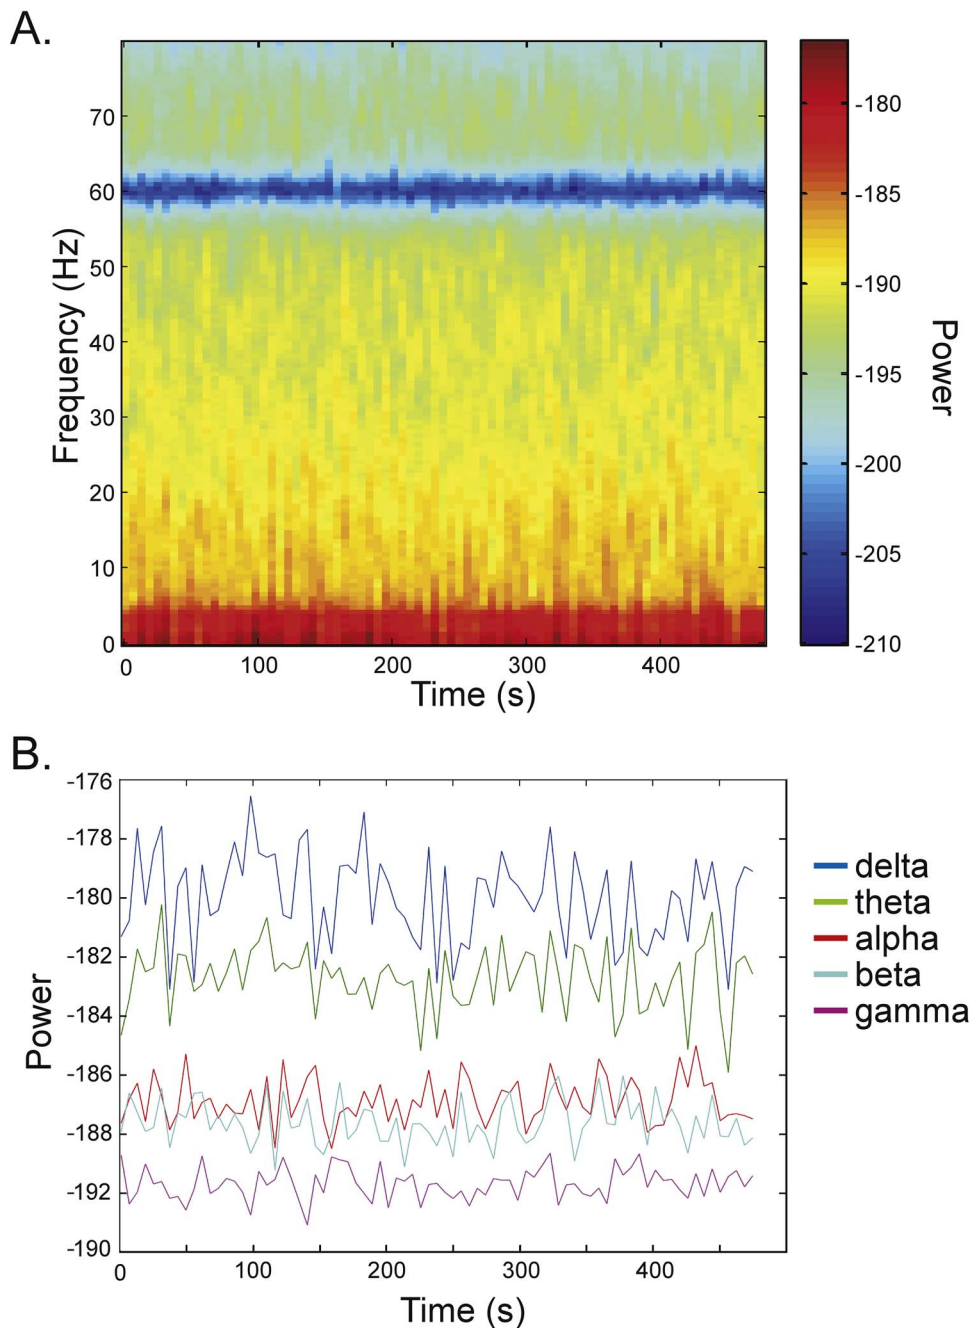 A.
70
60
50
40
30
20
10
0
Frequency (Hz)
0 100 200 300 400
Time (s)
-180
-185
-190
-195
-200
-205
-210
Power
B.
-176
-178
-180
-182
-184
-186
-188
-192
-190
Power
0 100 200 300 400
Time (s)
delta
theta
alpha
beta
gamma